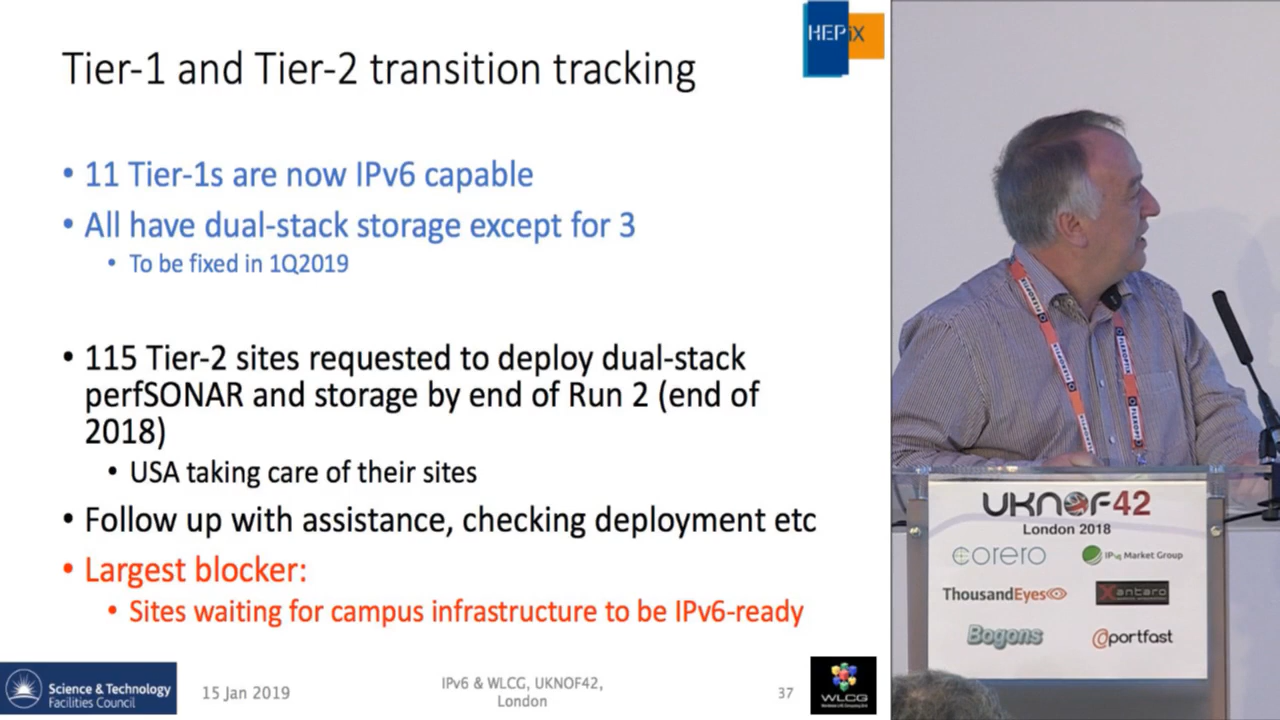 HEPiX
Tier-1 and Tier-2 transition tracking
• 11 Tier-1s are now IPv6 capable
• All have dual-stack storage except for 3
• To be fixed in 1Q2019
• 115 Tier-2 sites requested to deploy dual-stack
perfSONAR and storage by end of Run 2 (end of
2018)
• USA taking care of their sites
• Follow up with assistance, checking deployment etc
• Largest blocker:
• Sites waiting for campus infrastructure to be IPv6-ready
Science & Technology
Facilities Council
15 Jan 2019
IPv6 & WLCG, UKNOF42,
London
37
WLCG
FLEXOPTIX
UKNOF42
London 2018
corero
IPv4 Market Group
ThousandEyes
Xantaro
Bogons
portfast